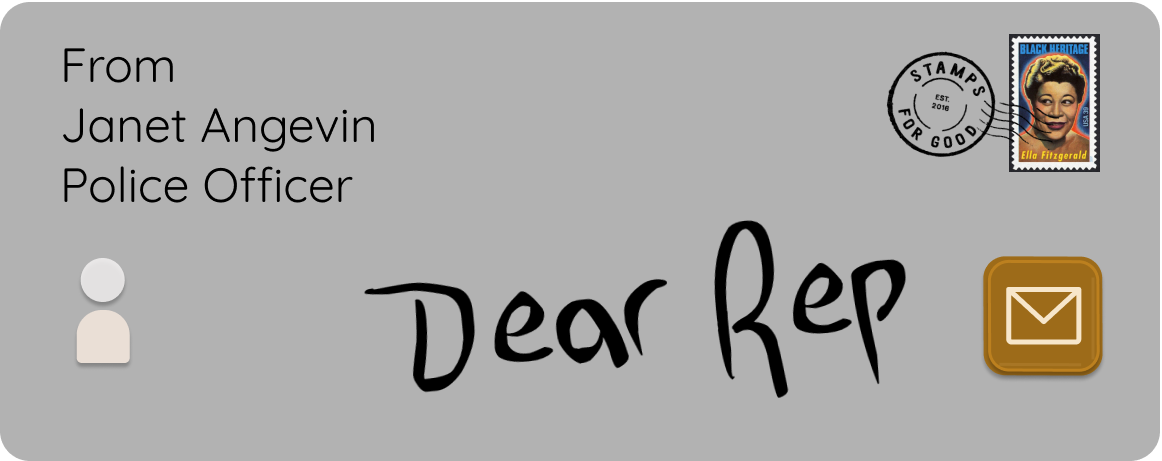 From
Janet Angevin
Police Officer
STAMPS
EST.
2016
FOR GOOD
BLACK HERITAGE
USA 39
Ella Fitzgerald
Dear Rep